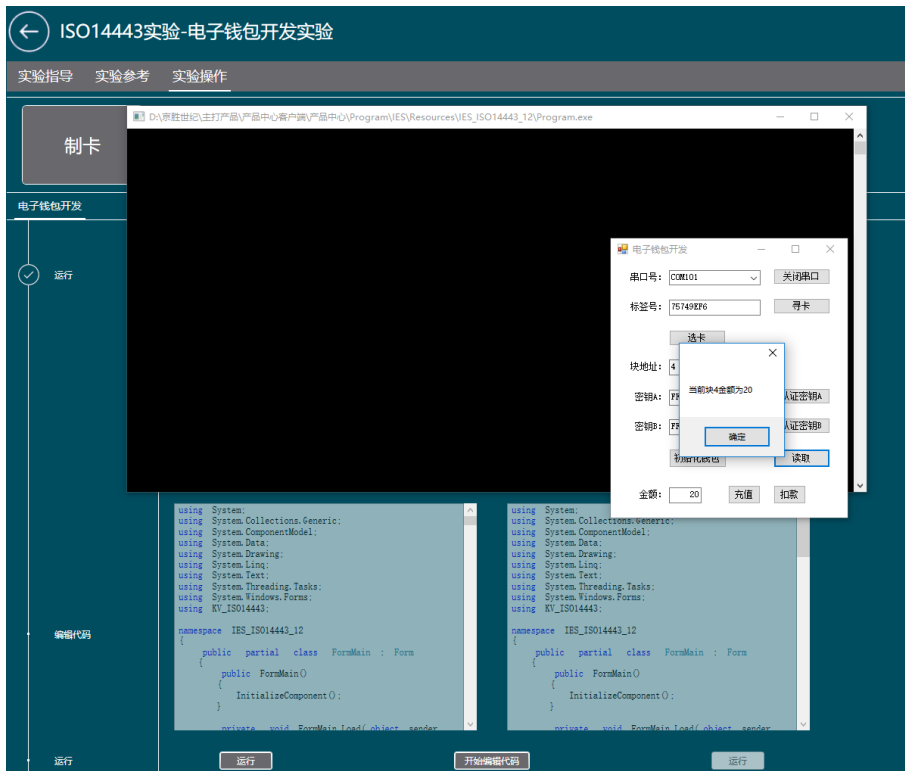 ISO14443实验-电子钱包开发实验
实验指导 实验参考 实验操作
制卡
D:\京胜世纪\主打产品\产品中心客户端\产品中心\Program\IES\Resources\IES_ISO14443_12\Program.exe
电子钱包开发
运行
电子钱包开发
串口号: COM101 关闭串口
标签号: 75749EF6 寻卡
选卡
块地址: 4
当前块4金额为20
密钥A: 认证密钥A
密钥B: 认证密钥B
确定
初始化钱包 读取
金额: 20 充值 扣款
using System;
using System.Collections.Generic;
using System.ComponentModel;
using System.Data;
using System.Drawing;
using System.Linq;
using System.Text;
using System.Threading.Tasks;
using System.Windows.Forms;
using KV_ISO14443;
namespace IES_ISO14443_12
{
public partial class FormMain : Form
{
public FormMain()
{
InitializeComponent();
}
private void FormMain_Load(object sender
using System;
using System.Collections.Generic;
using System.ComponentModel;
using System.Data;
using System.Drawing;
using System.Linq;
using System.Text;
using System.Threading.Tasks;
using System.Windows.Forms;
using KV_ISO14443;
namespace IES_ISO14443_12
{
public partial class FormMain : Form
{
public FormMain()
{
InitializeComponent();
}
private void FormMain_Load(object sender
编辑代码
运行
运行 开始编辑代码 运行